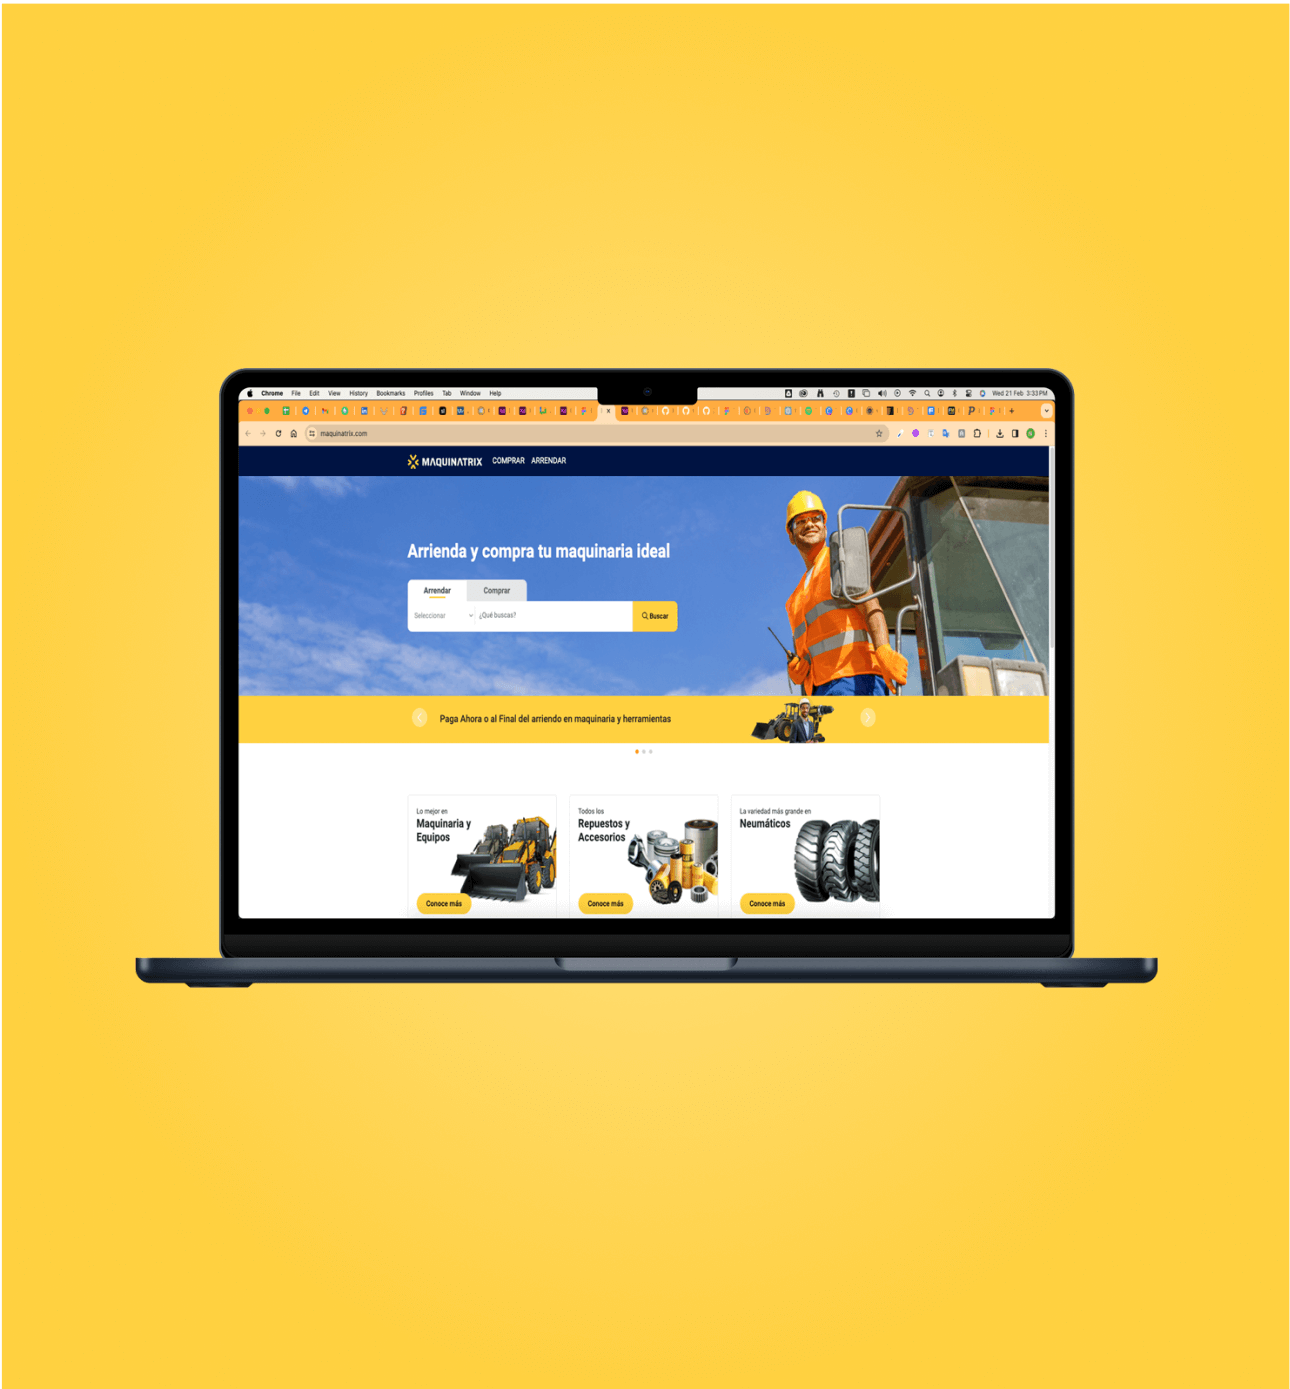 Chrome File Edit View History Bookmarks Profiles Tab Window Help
Wed 21 Feb 3:33 PM
maquinatrix.com
MAQUINATRIX COMPRAR ARRENDAR
Arrienda y compra tu maquinaria ideal
Arrendar Comprar
Seleccionar ¿Qué buscas? Buscar
Paga Ahora o al Final del arriendo en maquinaria y herramientas
Lo mejor en
Maquinaria y
Equipos
Conoce más
Todos los
Repuestos y
Accesorios
Conoce más
La variedad más grande en
Neumáticos
Conoce más